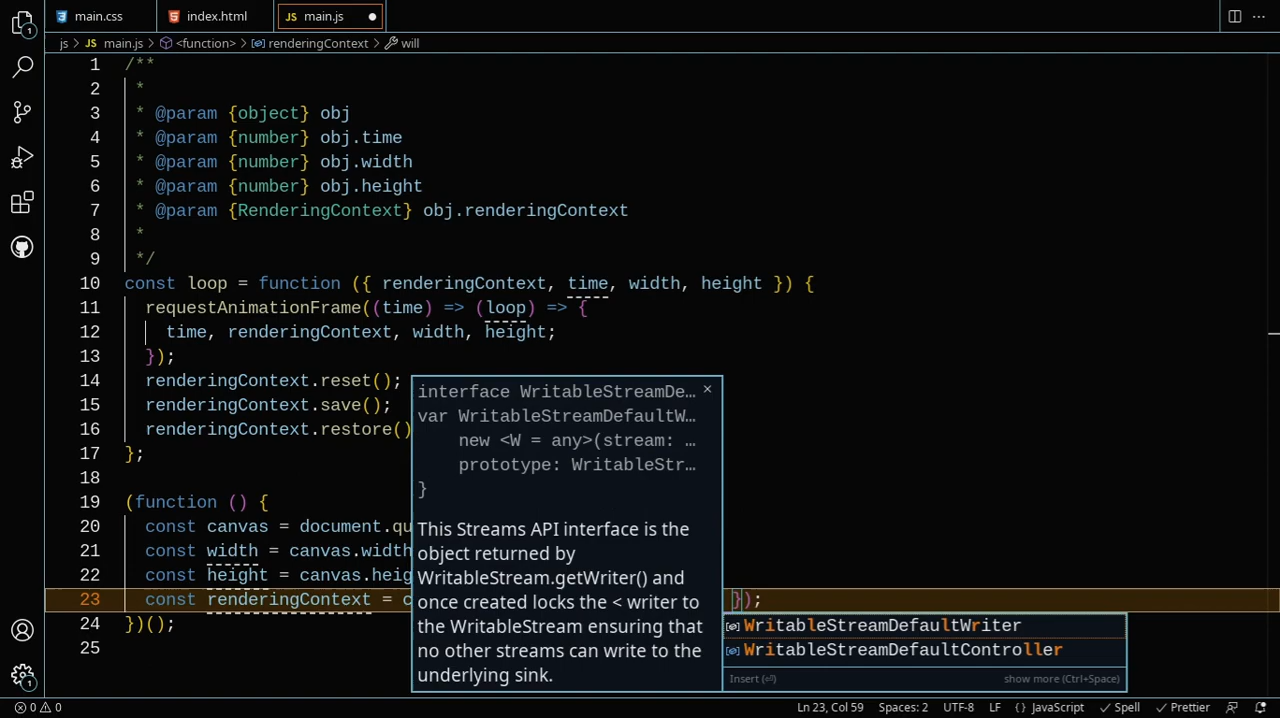 main.css
index.html
JS main.js
js > JS main.js > <function> > renderingContext > will
1 /**
2 *
3 * @param {object} obj
4 * @param {number} obj.time
5 * @param {number} obj.width
6 * @param {number} obj.height
7 * @param {RenderingContext} obj.renderingContext
8 *
9 */
10 const loop = function ({ renderingContext, time, width, height }) {
11 requestAnimationFrame((time) => (loop) => {
12 time, renderingContext, width, height;
13 });
14 renderingContext.reset();
15 renderingContext.save();
16 renderingContext.restore()
17 };
18
19 (function () {
20 const canvas = document.qu
21 const width = canvas.width
22 const height = canvas.heig
23 const renderingContext = c });
24 })();
25
interface WritableStreamDe…
var WritableStreamDefaultW…
new <W = any>(stream: …
prototype: WritableStr…
}
This Streams API interface is the
object returned by
WritableStream.getWriter() and
once created locks the < writer to
the WritableStream ensuring that
no other streams can write to the
underlying sink.
WritableStreamDefaultWriter
WritableStreamDefaultController
Insert (⏎) show more (Ctrl+Space)
0 0 Ln 23, Col 59 Spaces: 2 UTF-8 LF {} JavaScript Spell Prettier